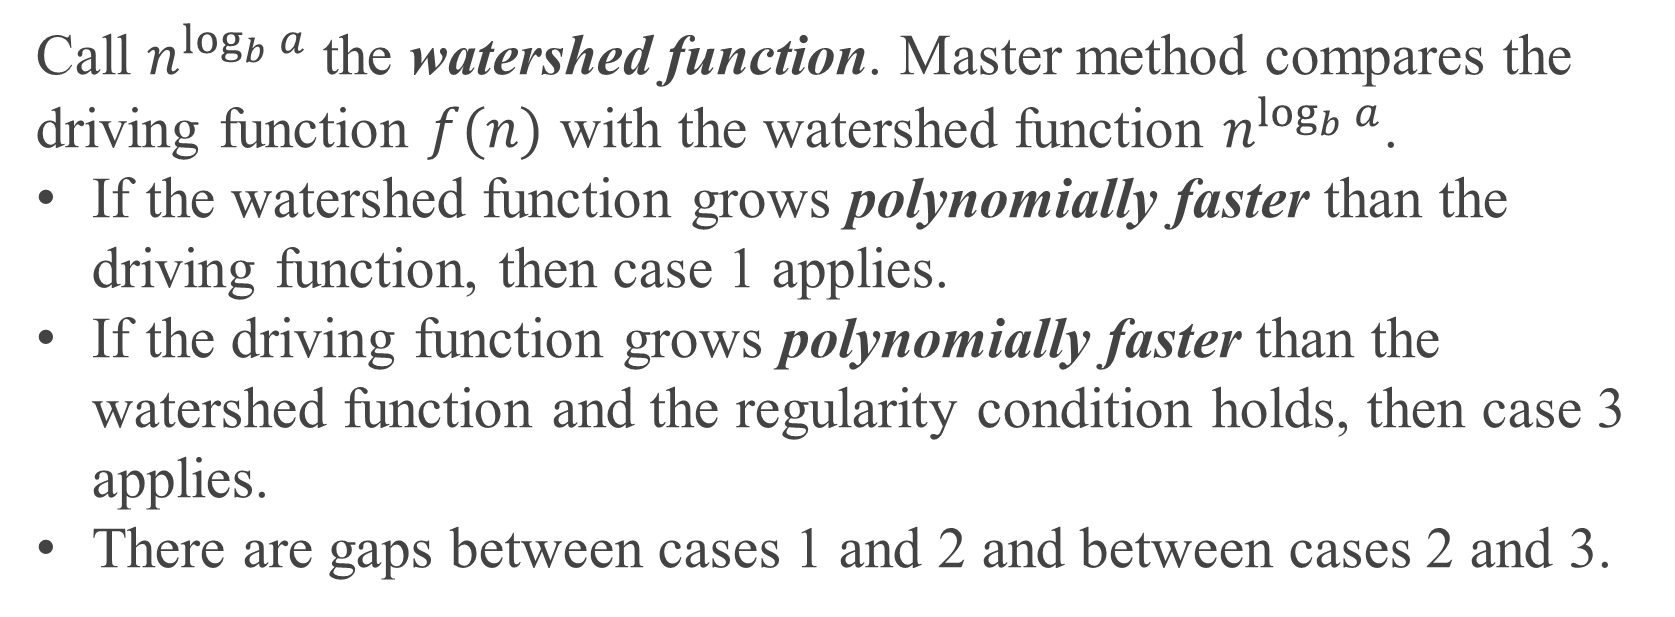 Call n^{log_b a} the watershed function. Master method compares the
driving function f(n) with the watershed function n^{log_b a}.
• If the watershed function grows polynomially faster than the
driving function, then case 1 applies.
• If the driving function grows polynomially faster than the
watershed function and the regularity condition holds, then case 3
applies.
• There are gaps between cases 1 and 2 and between cases 2 and 3.